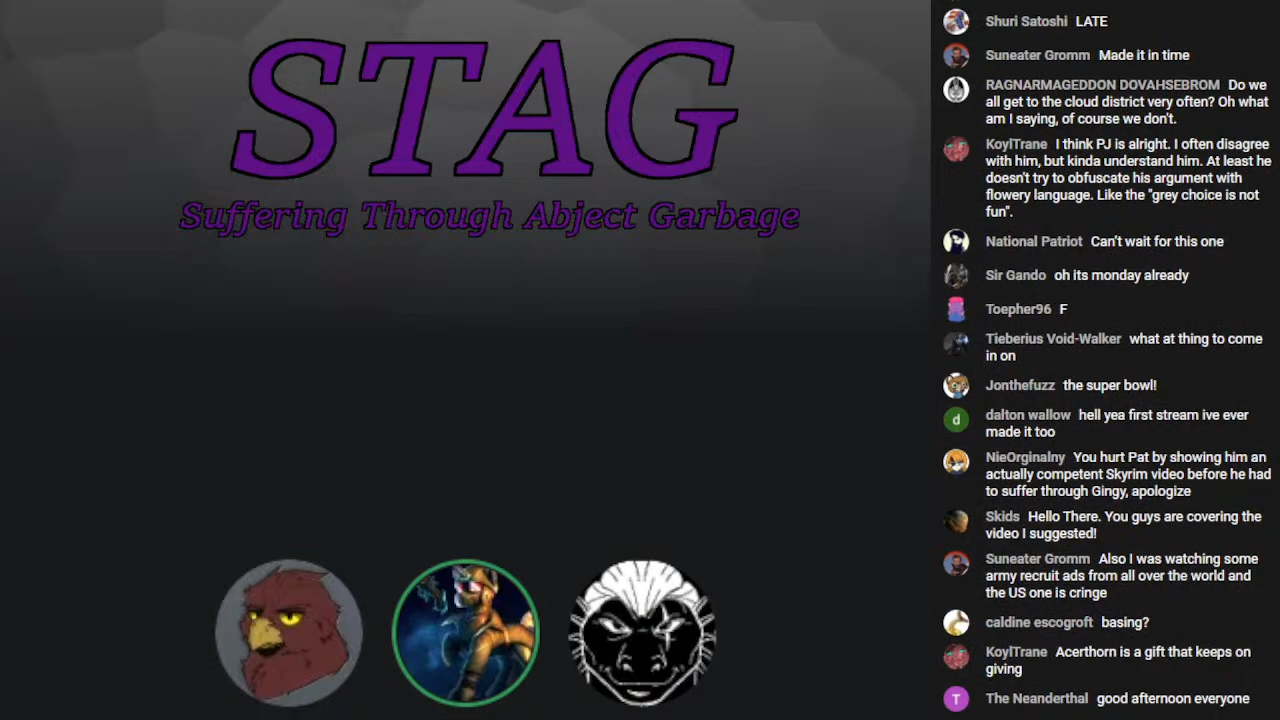 STAG
Suffering Through Abject Garbage
Shuri Satoshi LATE
Suneater Gromm Made it in time
RAGNARMAGEDDON DOVAHSEBROM Do we
all get to the cloud district very often? Oh what
am I saying, of course we don't.
KoylTrane I think PJ is alright. I often disagree
with him, but kinda understand him. At least he
doesn't try to obfuscate his argument with
flowery language. Like the "grey choice is not
fun".
National Patriot Can't wait for this one
Sir Gando oh its monday already
Toepher96 F
Tieberius Void-Walker what at thing to come
in on
Jonthefuzz the super bowl!
d
dalton wallow hell yea first stream ive ever
made it too
NieOrginalny You hurt Pat by showing him an
actually competent Skyrim video before he had
to suffer through Gingy, apologize
Skids Hello There. You guys are covering the
video I suggested!
Suneater Gromm Also I was watching some
army recruit ads from all over the world and
the US one is cringe
caldine escogroft basing?
KoylTrane Acerthorn is a gift that keeps on
giving
T
The Neanderthal good afternoon everyone